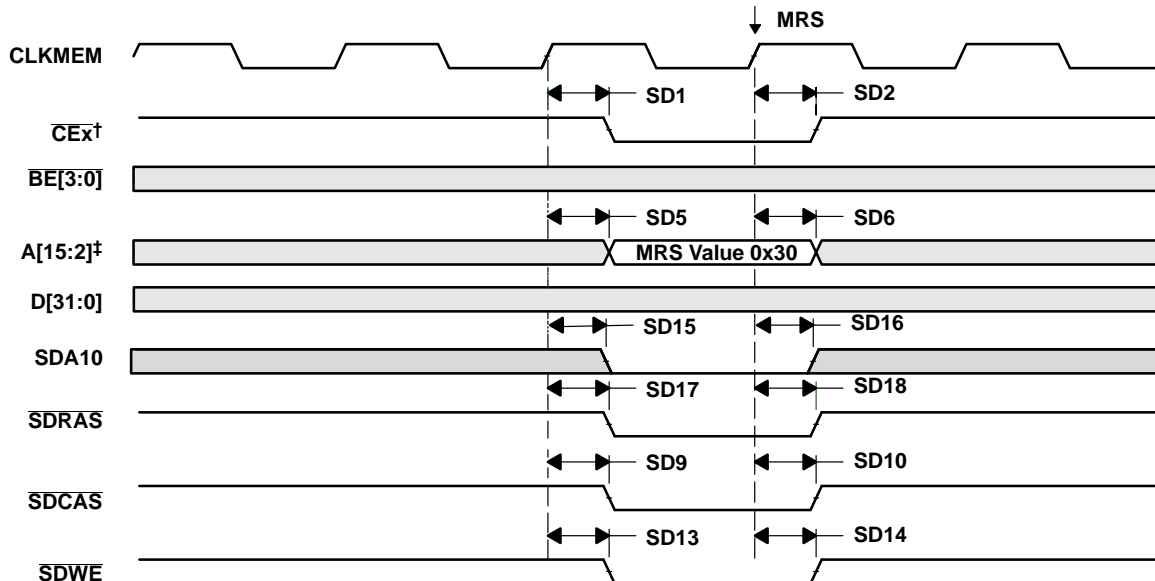 MRS
CLKMEM
SD1 SD2
CEx†
BE[3:0]
SD5 SD6
A[15:2]‡ MRS Value 0x30
D[31:0]
SD15 SD16
SDA10
SD17 SD18
SDRAS
SD9 SD10
SDCAS
SD13 SD14
SDWE